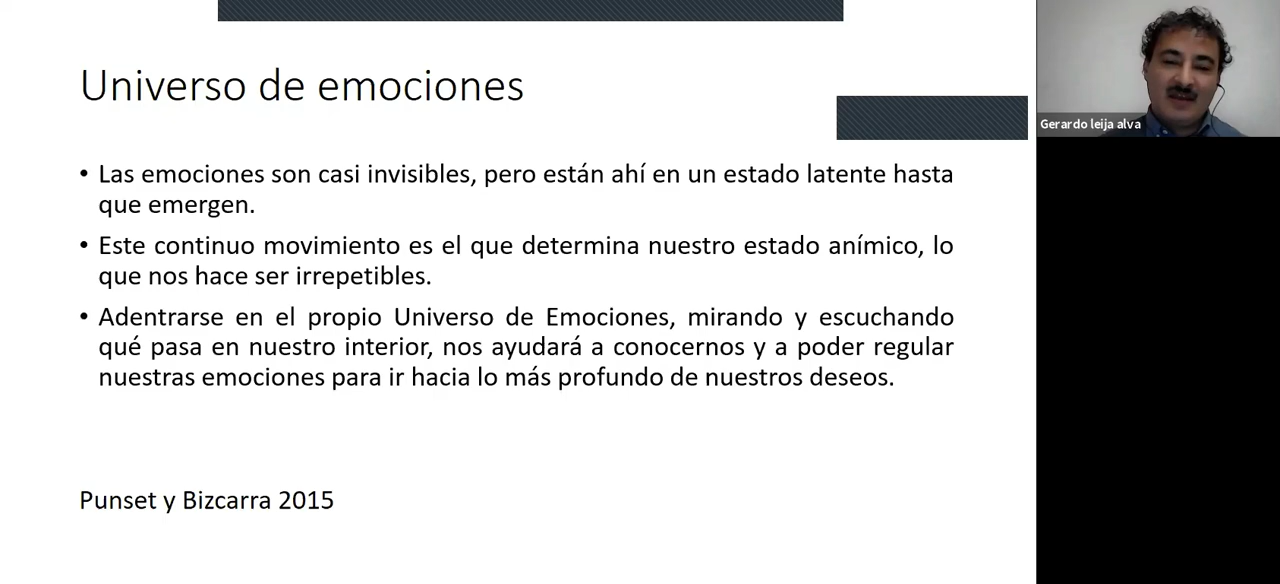 Universo de emociones
• Las emociones son casi invisibles, pero están ahí en un estado latente hasta
que emergen.
• Este continuo movimiento es el que determina nuestro estado anímico, lo
que nos hace ser irrepetibles.
• Adentrarse en el propio Universo de Emociones, mirando y escuchando
qué pasa en nuestro interior, nos ayudará a conocernos y a poder regular
nuestras emociones para ir hacia lo más profundo de nuestros deseos.
Punset y Bizcarra 2015
Gerardo leija alva